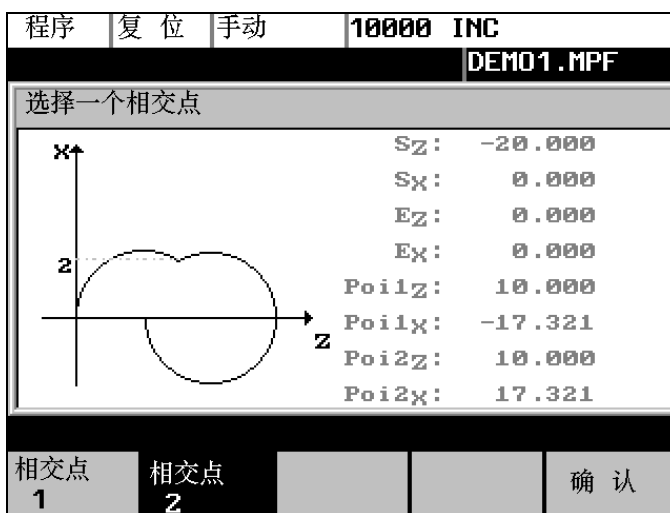 程序 复 位 手动 10000 INC
DEMO1.MPF
选择一个相交点
X
2
Z
SZ: -20.000
SX: 0.000
EZ: 0.000
EX: 0.000
Poi1Z: 10.000
Poi1X: -17.321
Poi2Z: 10.000
Poi2X: 17.321
相交点 1
相交点 2
确 认